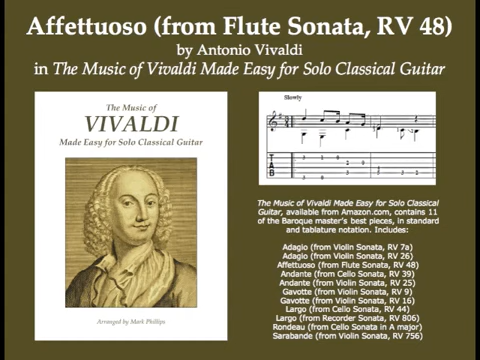 Affettuoso (from Flute Sonata, RV 48)
by Antonio Vivaldi
in The Music of Vivaldi Made Easy for Solo Classical Guitar
The Music of
VIVALDI
Made Easy for Solo Classical Guitar
Arranged by Mark Phillips
Slowly
The Music of Vivaldi Made Easy for Solo Classical
Guitar, available from Amazon.com, contains 11
of the Baroque master's best pieces, in standard
and tablature notation. Includes:
Adagio (from Violin Sonata, RV 7a)
Adagio (from Violin Sonata, RV 26)
Affettuoso (from Flute Sonata, RV 48)
Andante (from Cello Sonata, RV 39)
Andante (from Violin Sonata, RV 25)
Gavotte (from Violin Sonata, RV 9)
Gavotte (from Violin Sonata, RV 16)
Largo (from Cello Sonata, RV 44)
Largo (from Recorder Sonata, RV 806)
Rondeau (from Cello Sonata in A major)
Sarabande (from Violin Sonata, RV 756)